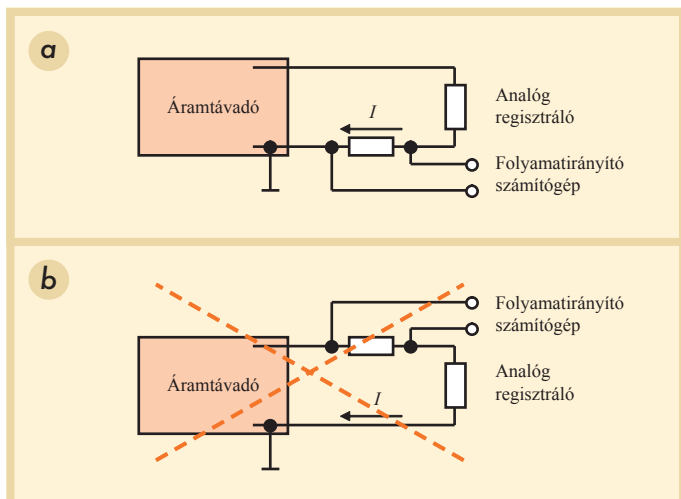 a
Áramtávadó
I
Analóg
regisztráló
Folyamatirányító
számítógép
b
Folyamatirányító
számítógép
Áramtávadó
Analóg
regisztráló
I